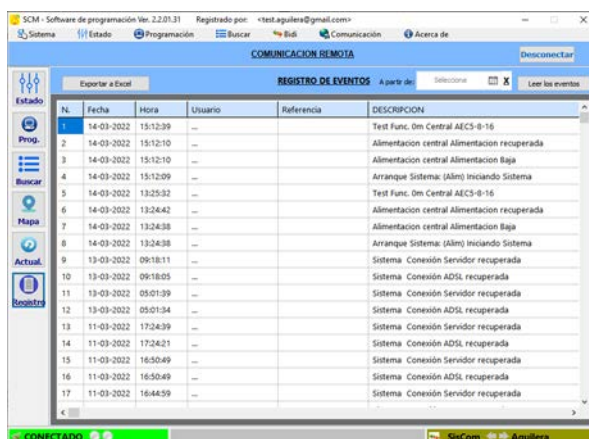 SCM - Software de programación Ver. 2.2.01.31 Registrado por: <test.aguilera@gmail.com>
Sistema Estado Programación Buscar Bidi Comunicación Acerca de
COMUNICACION REMOTA Desconectar
Exportar a Excel REGISTRO DE EVENTOS A partir de: Selecciona X Leer los eventos
Estado
Prog.
Buscar
Mapa
Actual.
Registro
N. Fecha Hora Usuario Referencia DESCRIPCION
1 14-03-2022 15:12:39 ... Test Func. 0m Central AEC5-8-16
2 14-03-2022 15:12:10 ... Alimentacion central Alimentacion recuperada
3 14-03-2022 15:12:10 ... Alimentacion central Alimentacion Baja
4 14-03-2022 15:12:09 ... Arranque Sistema: (Alim) Iniciando Sistema
5 14-03-2022 13:25:32 ... Test Func. 0m Central AEC5-8-16
6 14-03-2022 13:24:42 ... Alimentacion central Alimentacion recuperada
7 14-03-2022 13:24:38 ... Alimentacion central Alimentacion Baja
8 14-03-2022 13:24:38 ... Arranque Sistema: (Alim) Iniciando Sistema
9 13-03-2022 09:18:11 ... Sistema Conexión Servidor recuperada
10 13-03-2022 09:18:05 ... Sistema Conexión ADSL recuperada
11 13-03-2022 05:01:39 ... Sistema Conexión Servidor recuperada
12 13-03-2022 05:01:34 ... Sistema Conexión ADSL recuperada
13 11-03-2022 17:24:39 ... Sistema Conexión Servidor recuperada
14 11-03-2022 17:24:21 ... Sistema Conexión ADSL recuperada
15 11-03-2022 16:50:49 ... Sistema Conexión Servidor recuperada
16 11-03-2022 16:50:49 ... Sistema Conexión ADSL recuperada
17 11-03-2022 16:44:59 ... Sistema Conexión Servidor recuperada
CONECTADO SisCom Aguilera